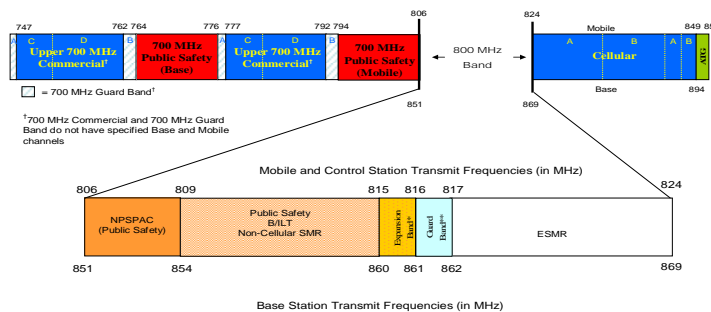 806
824
747
762 764
776 777
792 794
849 85
Mobile
A C D B A C D B
A B A B
Upper 700 MHz
Commercial†
700 MHz
Public Safety
(Base)
Upper 700 MHz
Commercial†
700 MHz
Public Safety
(Mobile)
800 MHz
Band
Cellular
ATG
Base
851
869
894
= 700 MHz Guard Band†
†700 MHz Commercial and 700 MHz Guard
Band do not have specified Base and Mobile
channels
Mobile and Control Station Transmit Frequencies (in MHz)
806
809
815
816
817
824
NPSPAC
(Public Safety)
Public Safety
B/ILT
Non-Cellular SMR
Expansion
Band*
Guard
Band**
ESMR
851
854
860
861
862
869
Base Station Transmit Frequencies (in MHz)